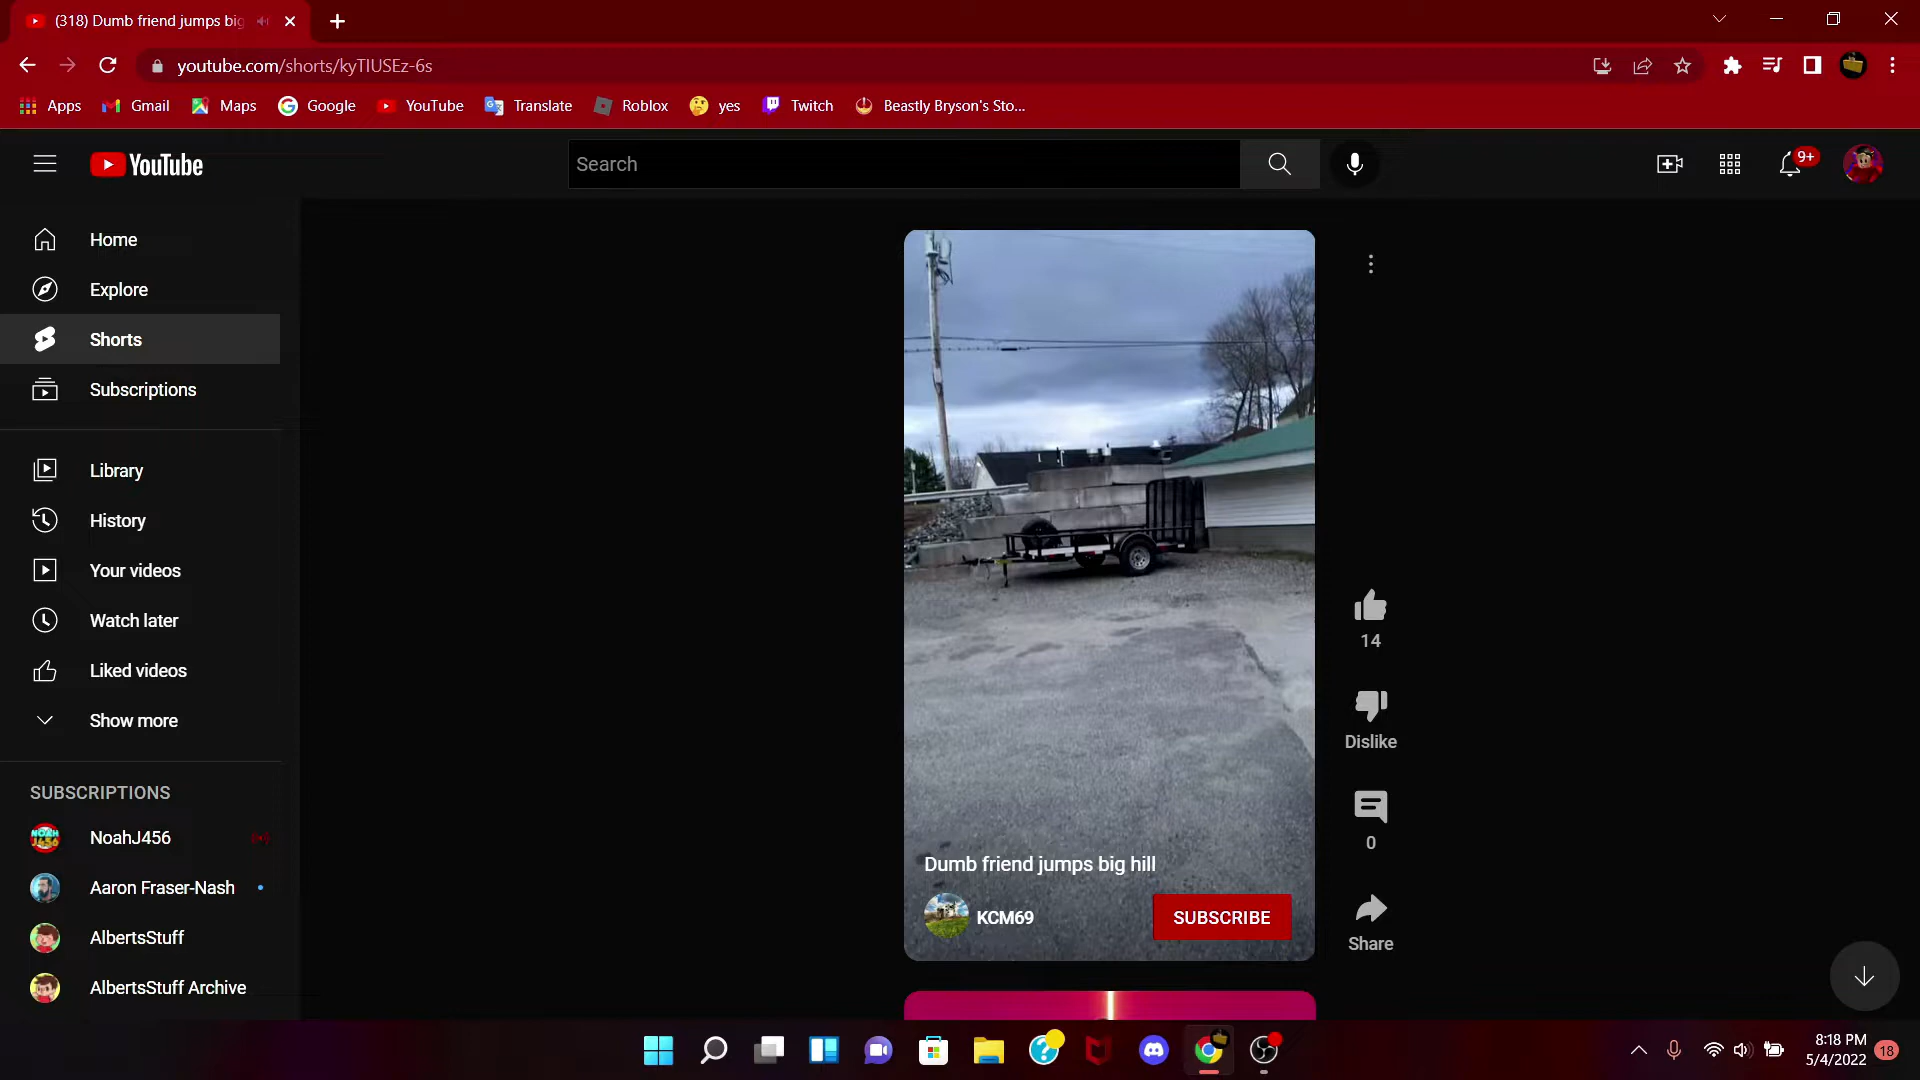 (318) Dumb friend jumps big
youtube.com/shorts/kyTIUSEz-6s
Apps Gmail Maps Google YouTube Translate Roblox yes Twitch Beastly Bryson's Sto...
YouTube
Search
9+
Home
Explore
Shorts
Subscriptions
Library
History
Your videos
Watch later
Liked videos
Show more
SUBSCRIPTIONS
NoahJ456
Aaron Fraser-Nash
AlbertsStuff
AlbertsStuff Archive
14
Dislike
0
Share
Dumb friend jumps big hill
KCM69 SUBSCRIBE
8:18 PM
5/4/2022
18